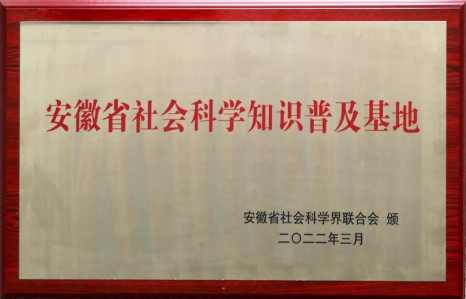 安徽省社会科学知识普及基地
安徽省社会科学界联合会 颁
二〇二二年三月